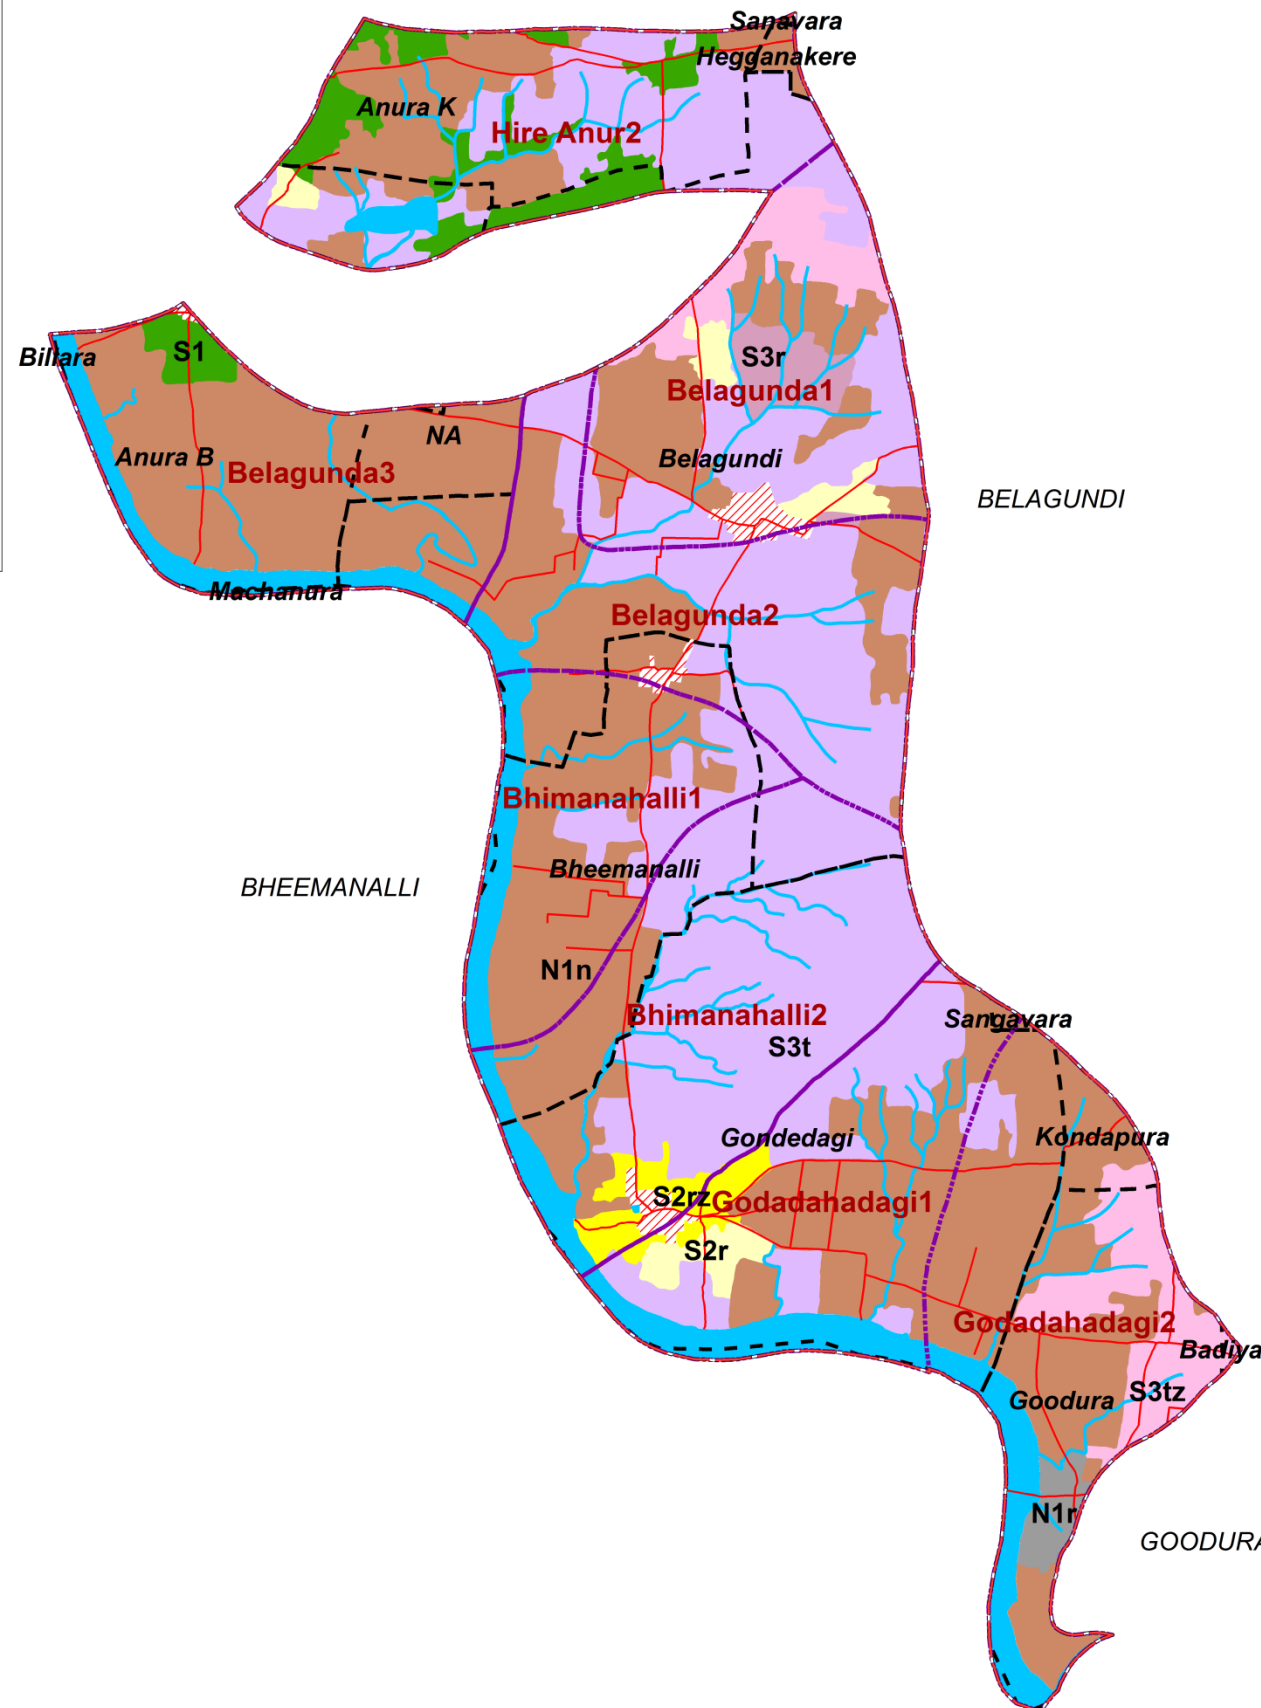 Sanavara
Hegganakere
Anura K
Hire Anur2
Billara
S1
S3r
Belagunda1
NA
Anura B
Belagunda3
Belagundi
BELAGUNDI
Machanura
Belagunda2
Bhimanahalli1
Bheemanalli
BHEEMANALLI
N1n
Bhimanahalli2
Sangavara
S3t
Gondedagi
Kondapura
S2rz
Godadahadagi1
S2r
Godadahadagi2
Badiya
S3tz
Goodura
N1r
GOODURA